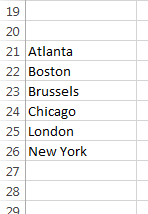 19
20
21 Atlanta
22 Boston
23 Brussels
24 Chicago
25 London
26 New York
27
28
29